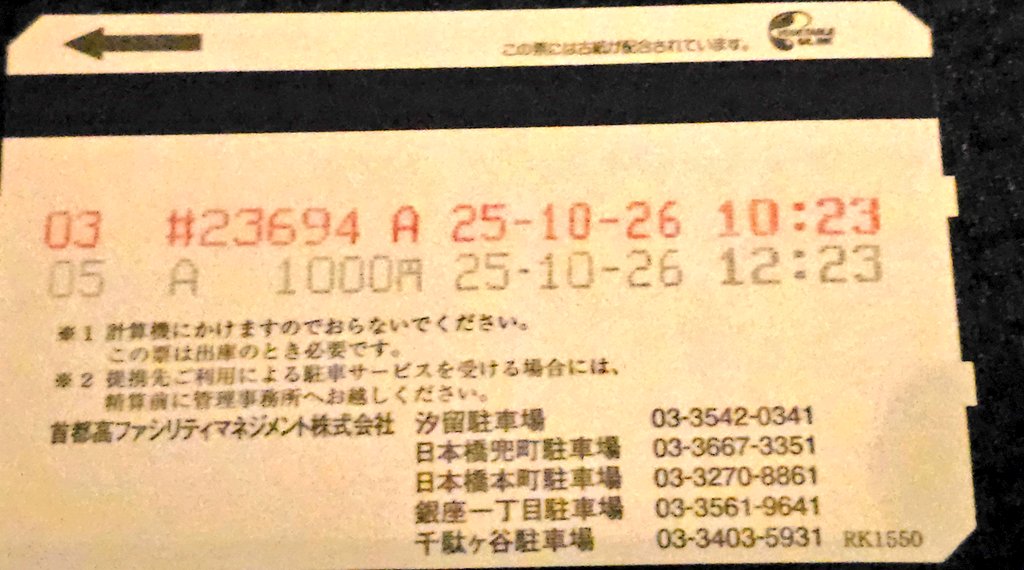 この票には古紙が配合されています。
03 #23694 A 25-10-26 10:23
05 A 1000円 25-10-26 12:23
※1 計算機にかけますのでおらないでください。
この票は出庫のとき必要です。
※2 提携先ご利用による駐車サービスを受ける場合には、
精算前に管理事務所へお越しください。
首都高ファシリティマネジメント株式会社 汐留駐車場 03-3542-0341
日本橋兜町駐車場 03-3667-3351
日本橋本町駐車場 03-3270-8861
銀座一丁目駐車場 03-3561-9641
千駄ヶ谷駐車場 03-3403-5931 RK1550